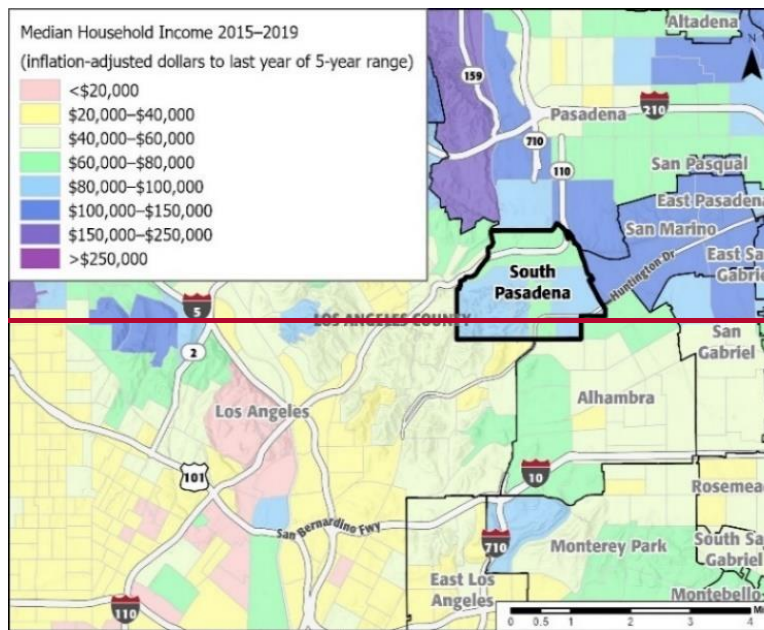 Median Household Income 2015–2019
(inflation-adjusted dollars to last year of 5-year range)
<$20,000
$20,000–$40,000
$40,000–$60,000
$60,000–$80,000
$80,000–$100,000
$100,000–$150,000
$150,000–$250,000
>$250,000
Altadena
N
159
Pasadena
210
710
110
San Pasqual
East Pasadena
San Marino
South
Pasadena
Huntington Dr
East Sa
Gabrie
5
LOS ANGELES COUNTY
2
San
Gabriel
Los Angeles
Alhambra
101
10
Rosemea
San Bernardino Fwy
710
Monterey Park
South Sa
Gabriel
East Los
Angeles
Montebello
110
0 0.5 1 2 3 4